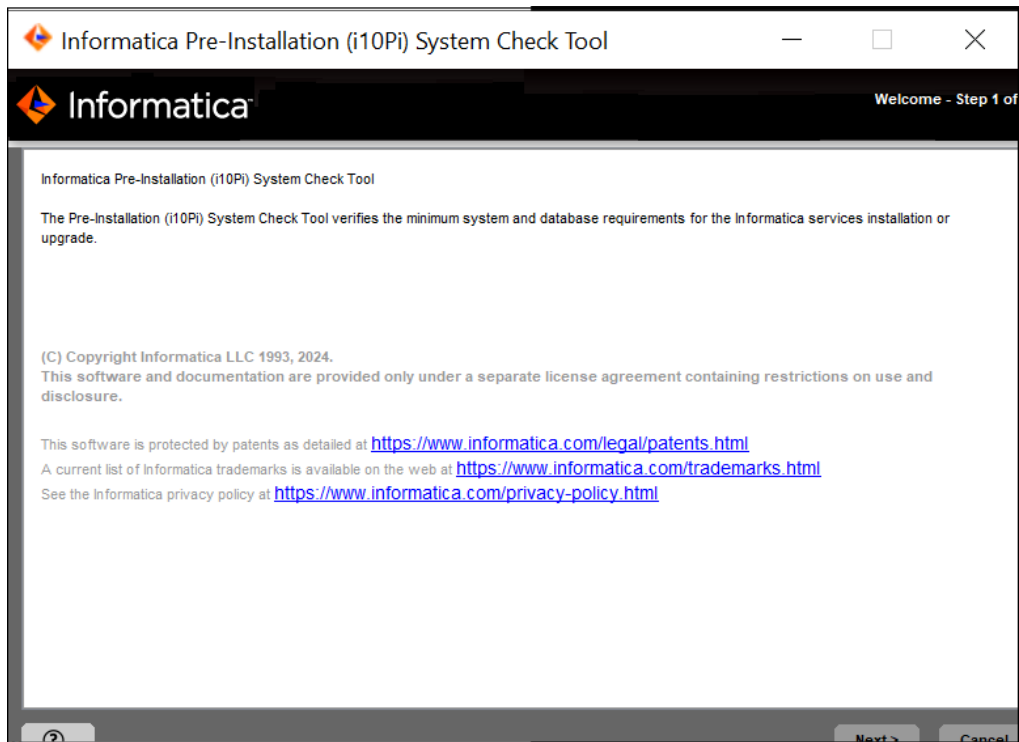 Informatica Pre-Installation (i10Pi) System Check Tool
Informatica
Welcome - Step 1 of
Informatica Pre-Installation (i10Pi) System Check Tool
The Pre-Installation (i10Pi) System Check Tool verifies the minimum system and database requirements for the Informatica services installation or
upgrade.
(C) Copyright Informatica LLC 1993, 2024.
This software and documentation are provided only under a separate license agreement containing restrictions on use and
disclosure.
This software is protected by patents as detailed at https://www.informatica.com/legal/patents.html
A current list of Informatica trademarks is available on the web at https://www.informatica.com/trademarks.html
See the Informatica privacy policy at https://www.informatica.com/privacy-policy.html
?
Next >
Cancel